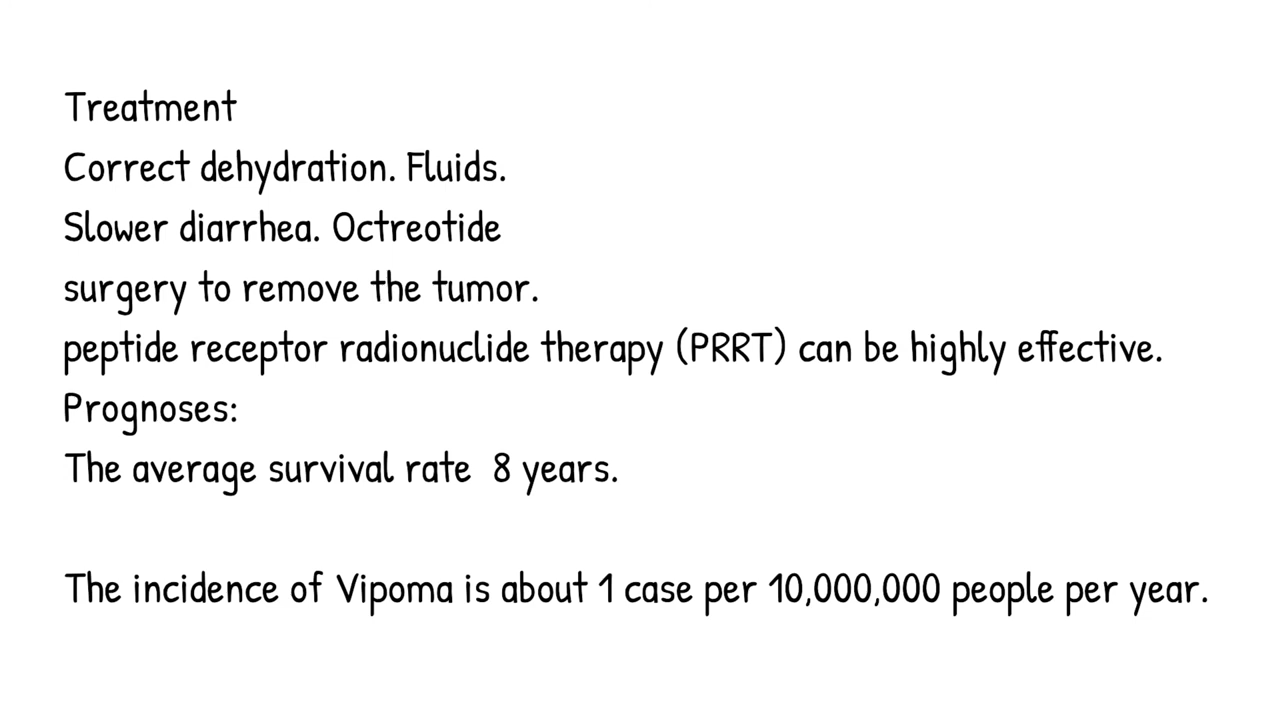 Treatment
Correct dehydration. Fluids.
Slower diarrhea. Octreotide
surgery to remove the tumor.
peptide receptor radionuclide therapy (PRRT) can be highly effective.
Prognoses:
The average survival rate  8 years.
The incidence of Vipoma is about 1 case per 10,000,000 people per year.